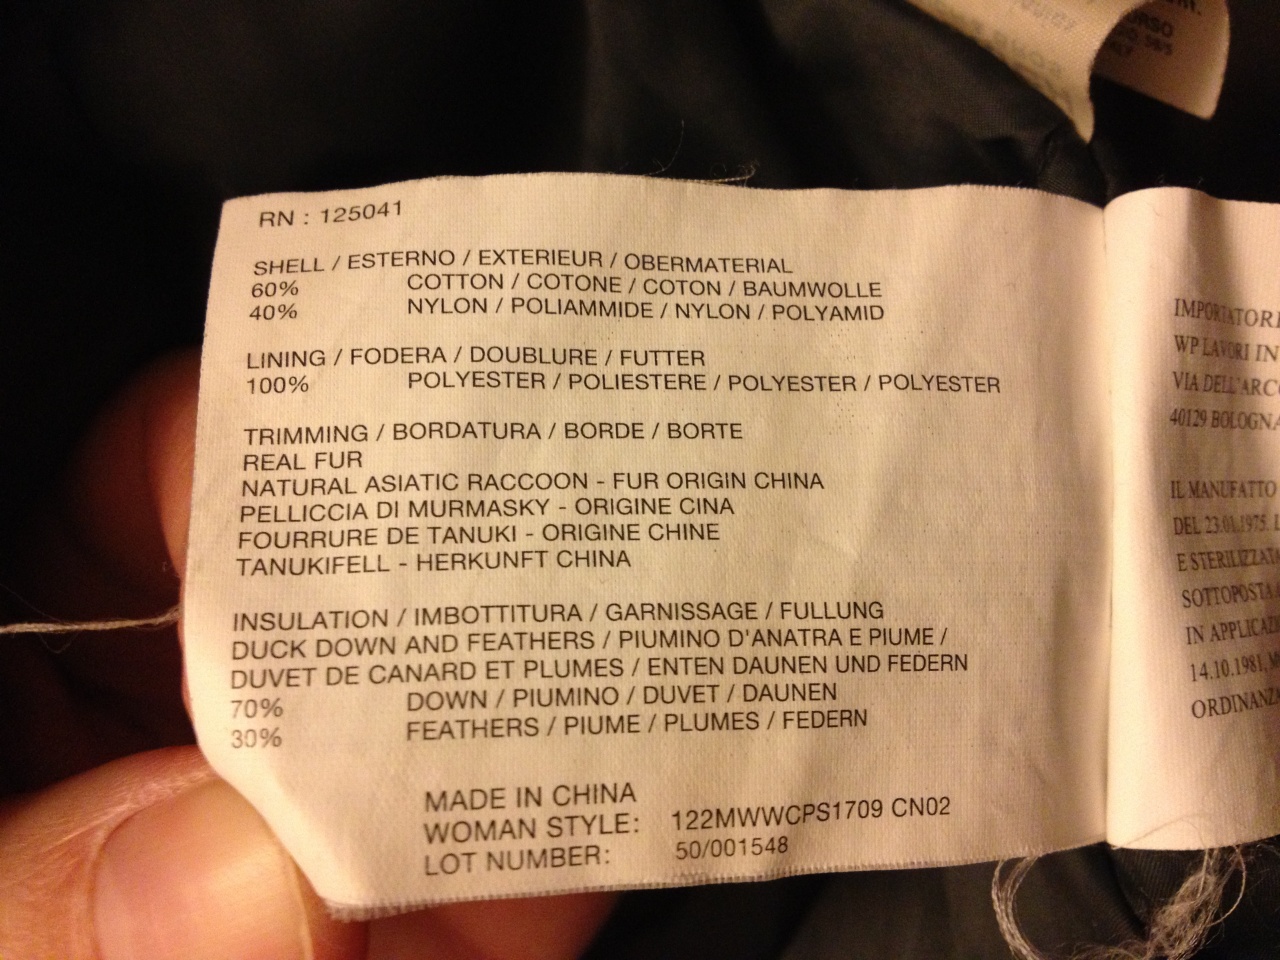 RN : 125041
SHELL / ESTERNO / EXTERIEUR / OBERMATERIAL
60% COTTON / COTONE / COTON / BAUMWOLLE
40% NYLON / POLIAMMIDE / NYLON / POLYAMID
LINING / FODERA / DOUBLURE / FUTTER
100% POLYESTER / POLIESTERE / POLYESTER / POLYESTER
TRIMMING / BORDATURA / BORDE / BORTE
REAL FUR
NATURAL ASIATIC RACCOON - FUR ORIGIN CHINA
PELLICCIA DI MURMASKY - ORIGINE CINA
FOURRURE DE TANUKI - ORIGINE CHINE
TANUKIFELL - HERKUNFT CHINA
INSULATION / IMBOTTITURA / GARNISSAGE / FULLUNG
DUCK DOWN AND FEATHERS / PIUMINO D'ANATRA E PIUME /
DUVET DE CANARD ET PLUMES / ENTEN DAUNEN UND FEDERN
70% DOWN / PIUMINO / DUVET / DAUNEN
30% FEATHERS / PIUME / PLUMES / FEDERN
MADE IN CHINA
WOMAN STYLE: 122MWWCPS1709 CN02
LOT NUMBER: 50/001548
WP LAVORI IN
VIA DELL'ARC
40129 BOLOGNA
IL MANUFATTO
DEL 23.01.1975.
E STERILIZZAT
SOTTOPOSTA
IN APPLICAZI
14.10.1981,
ORDINANZ